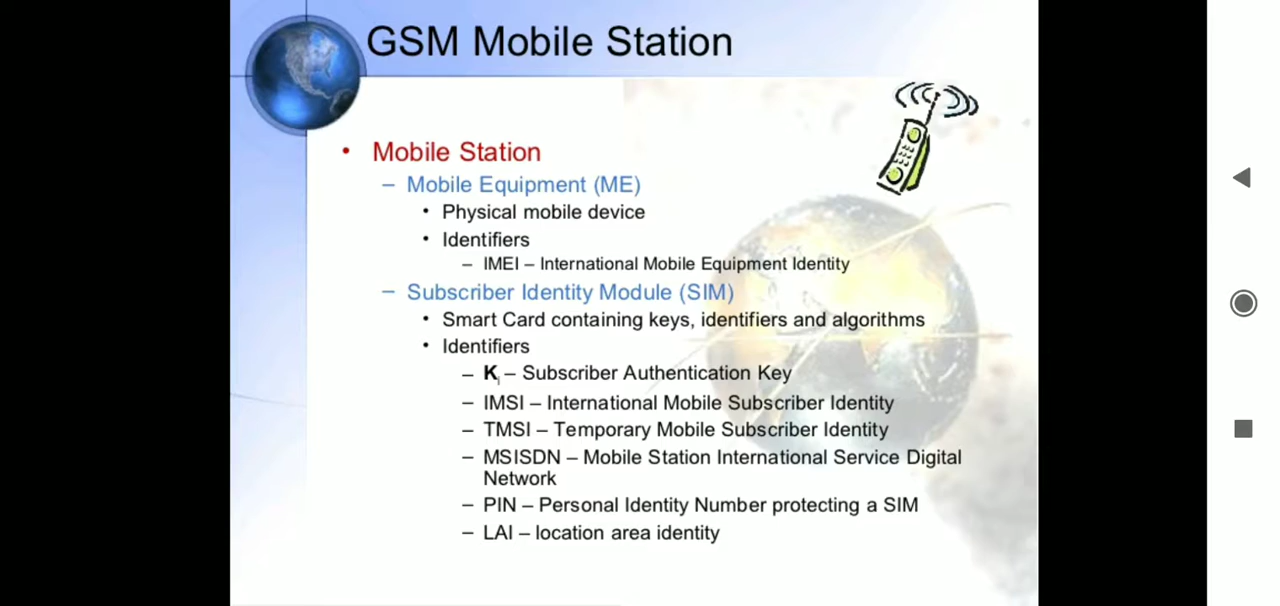 GSM Mobile Station
• Mobile Station
– Mobile Equipment (ME)
• Physical mobile device
• Identifiers
– IMEI – International Mobile Equipment Identity
– Subscriber Identity Module (SIM)
• Smart Card containing keys, identifiers and algorithms
• Identifiers
– Ki – Subscriber Authentication Key
– IMSI – International Mobile Subscriber Identity
– TMSI – Temporary Mobile Subscriber Identity
– MSISDN – Mobile Station International Service Digital
Network
– PIN – Personal Identity Number protecting a SIM
– LAI – location area identity